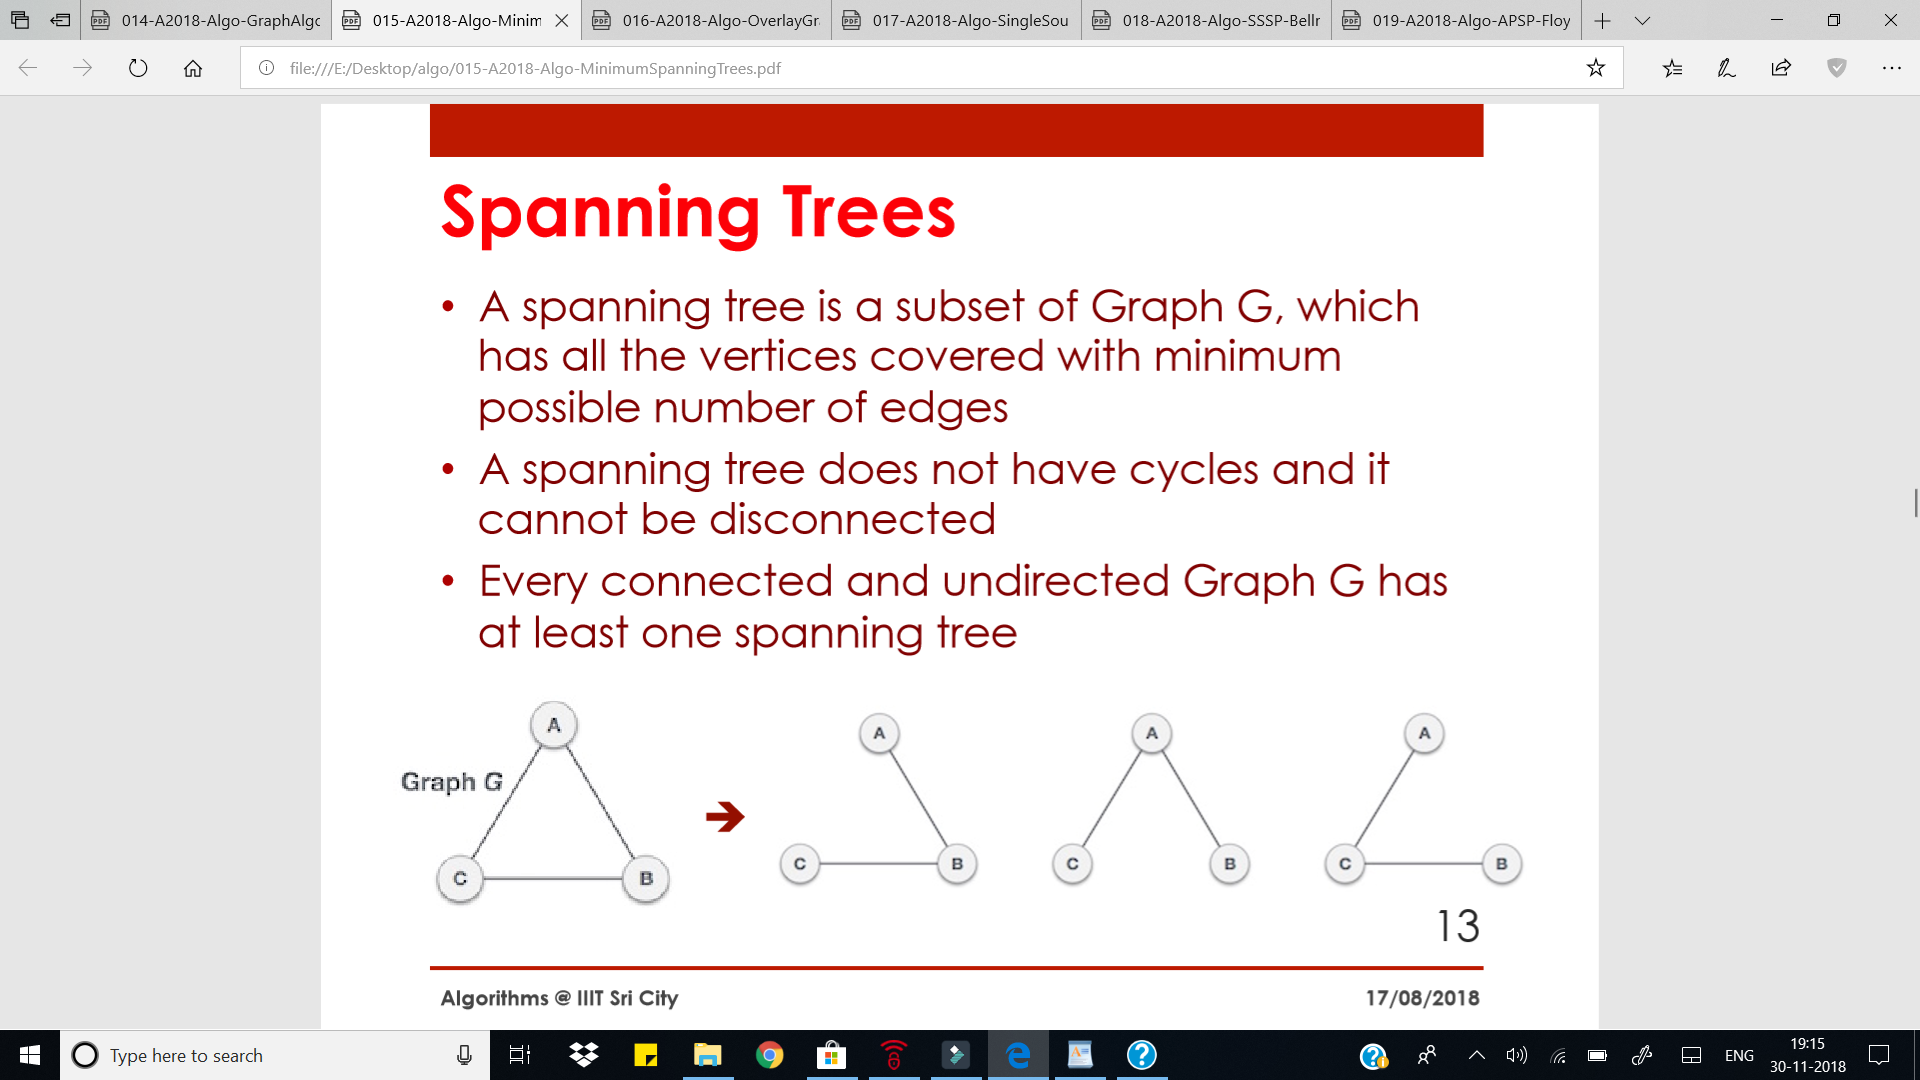 014-A2018-Algo-GraphAlgc
015-A2018-Algo-Minim
016-A2018-Algo-OverlayGr
017-A2018-Algo-SingleSou
018-A2018-Algo-SSSP-Bellr
019-A2018-Algo-APSP-Floy
file:///E:/Desktop/algo/015-A2018-Algo-MinimumSpanningTrees.pdf
Spanning Trees
• A spanning tree is a subset of Graph G, which
has all the vertices covered with minimum
possible number of edges
• A spanning tree does not have cycles and it
cannot be disconnected
• Every connected and undirected Graph G has
at least one spanning tree
Graph G
A
C
B
A
C
B
A
C
B
A
C
B
13
Algorithms @ IIIT Sri City
17/08/2018
Type here to search
ENG
19:15
30-11-2018